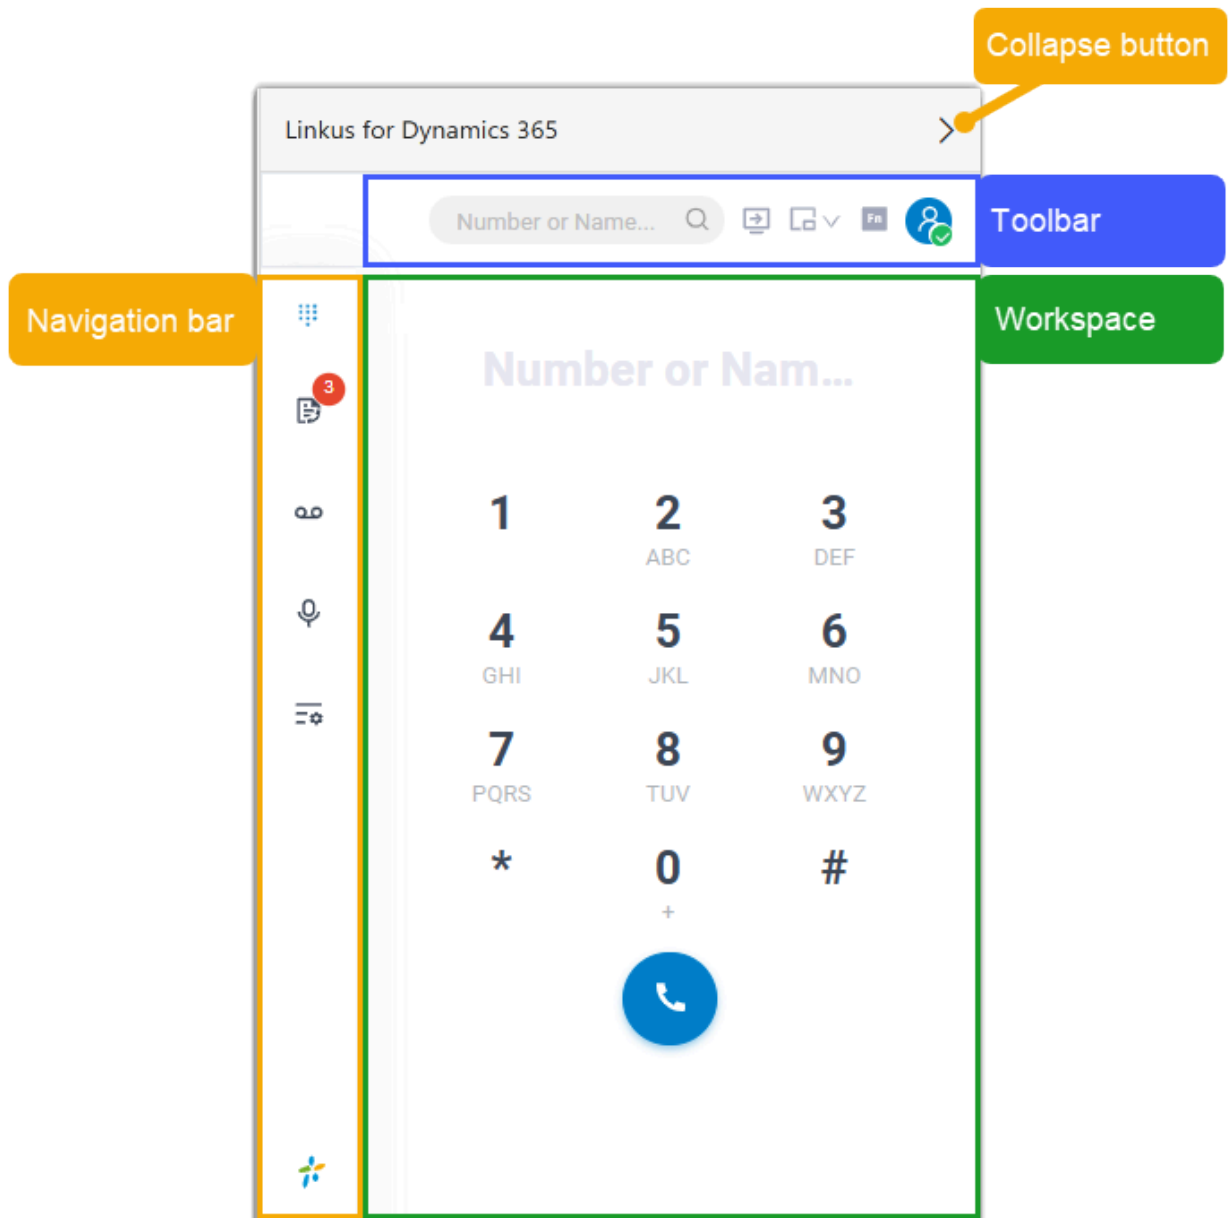 Collapse button
Linkus for Dynamics 365
Number or Name...
Fn
Toolbar
Navigation bar
Workspace
Number or Nam...
3
1 2 3
ABC DEF
4 5 6
GHI JKL MNO
7 8 9
PQRS TUV WXYZ
* 0 #
+